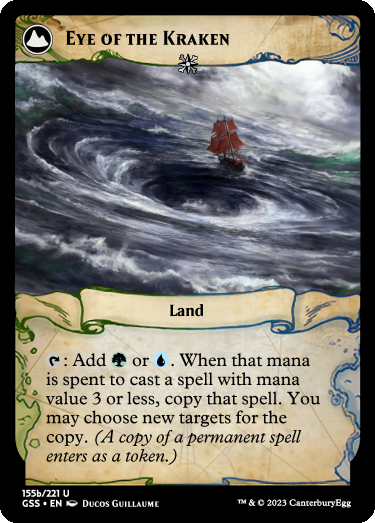 Eye of the Kraken
Land
: Add or . When that mana
is spent to cast a spell with mana
value 3 or less, copy that spell. You
may choose new targets for the
copy. (A copy of a permanent spell
enters as a token.)
155b/221 U
GSS • EN Ducos Guillaume
™ & © 2023 CanterburyEgg